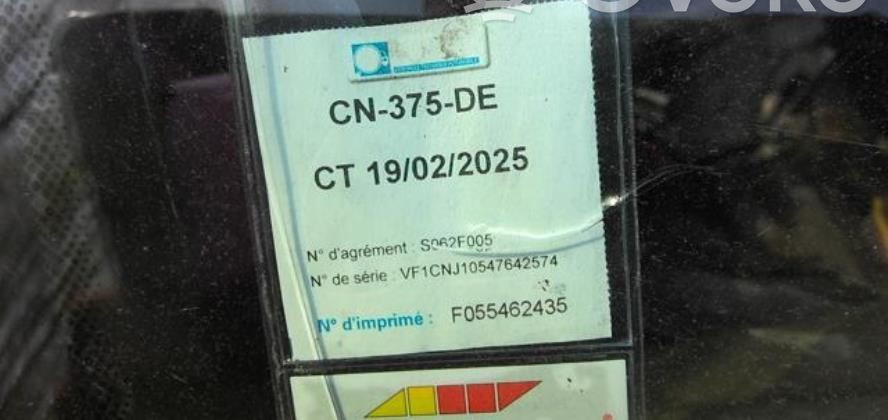 CN-375-DE
CT 19/02/2025
N° d'agrément : S062F005
N° de série : VF1CNJ10547642574
N° d'imprimé : F055462435